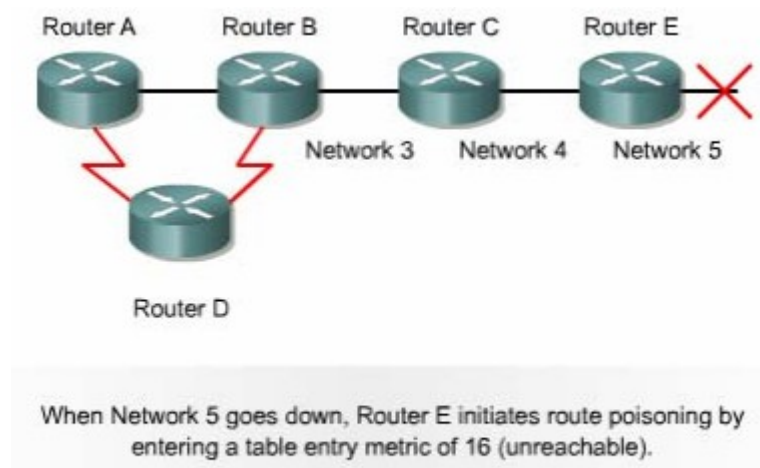 Router A
Router B
Router C
Router E
Network 3
Network 4
Network 5
Router D
When Network 5 goes down, Router E initiates route poisoning by
entering a table entry metric of 16 (unreachable).